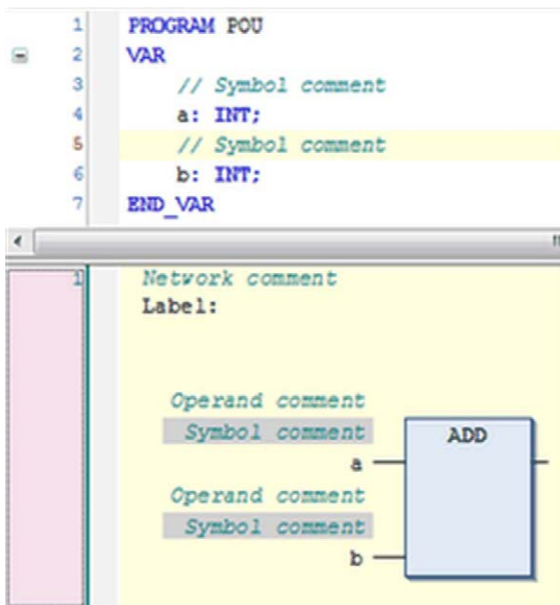 1 PROGRAM POU
2 VAR
3 // Symbol comment
4 a: INT;
5 // Symbol comment
6 b: INT;
7 END_VAR
1 Network comment
Label:
Operand comment
Symbol comment
ADD
a
Operand comment
Symbol comment
b